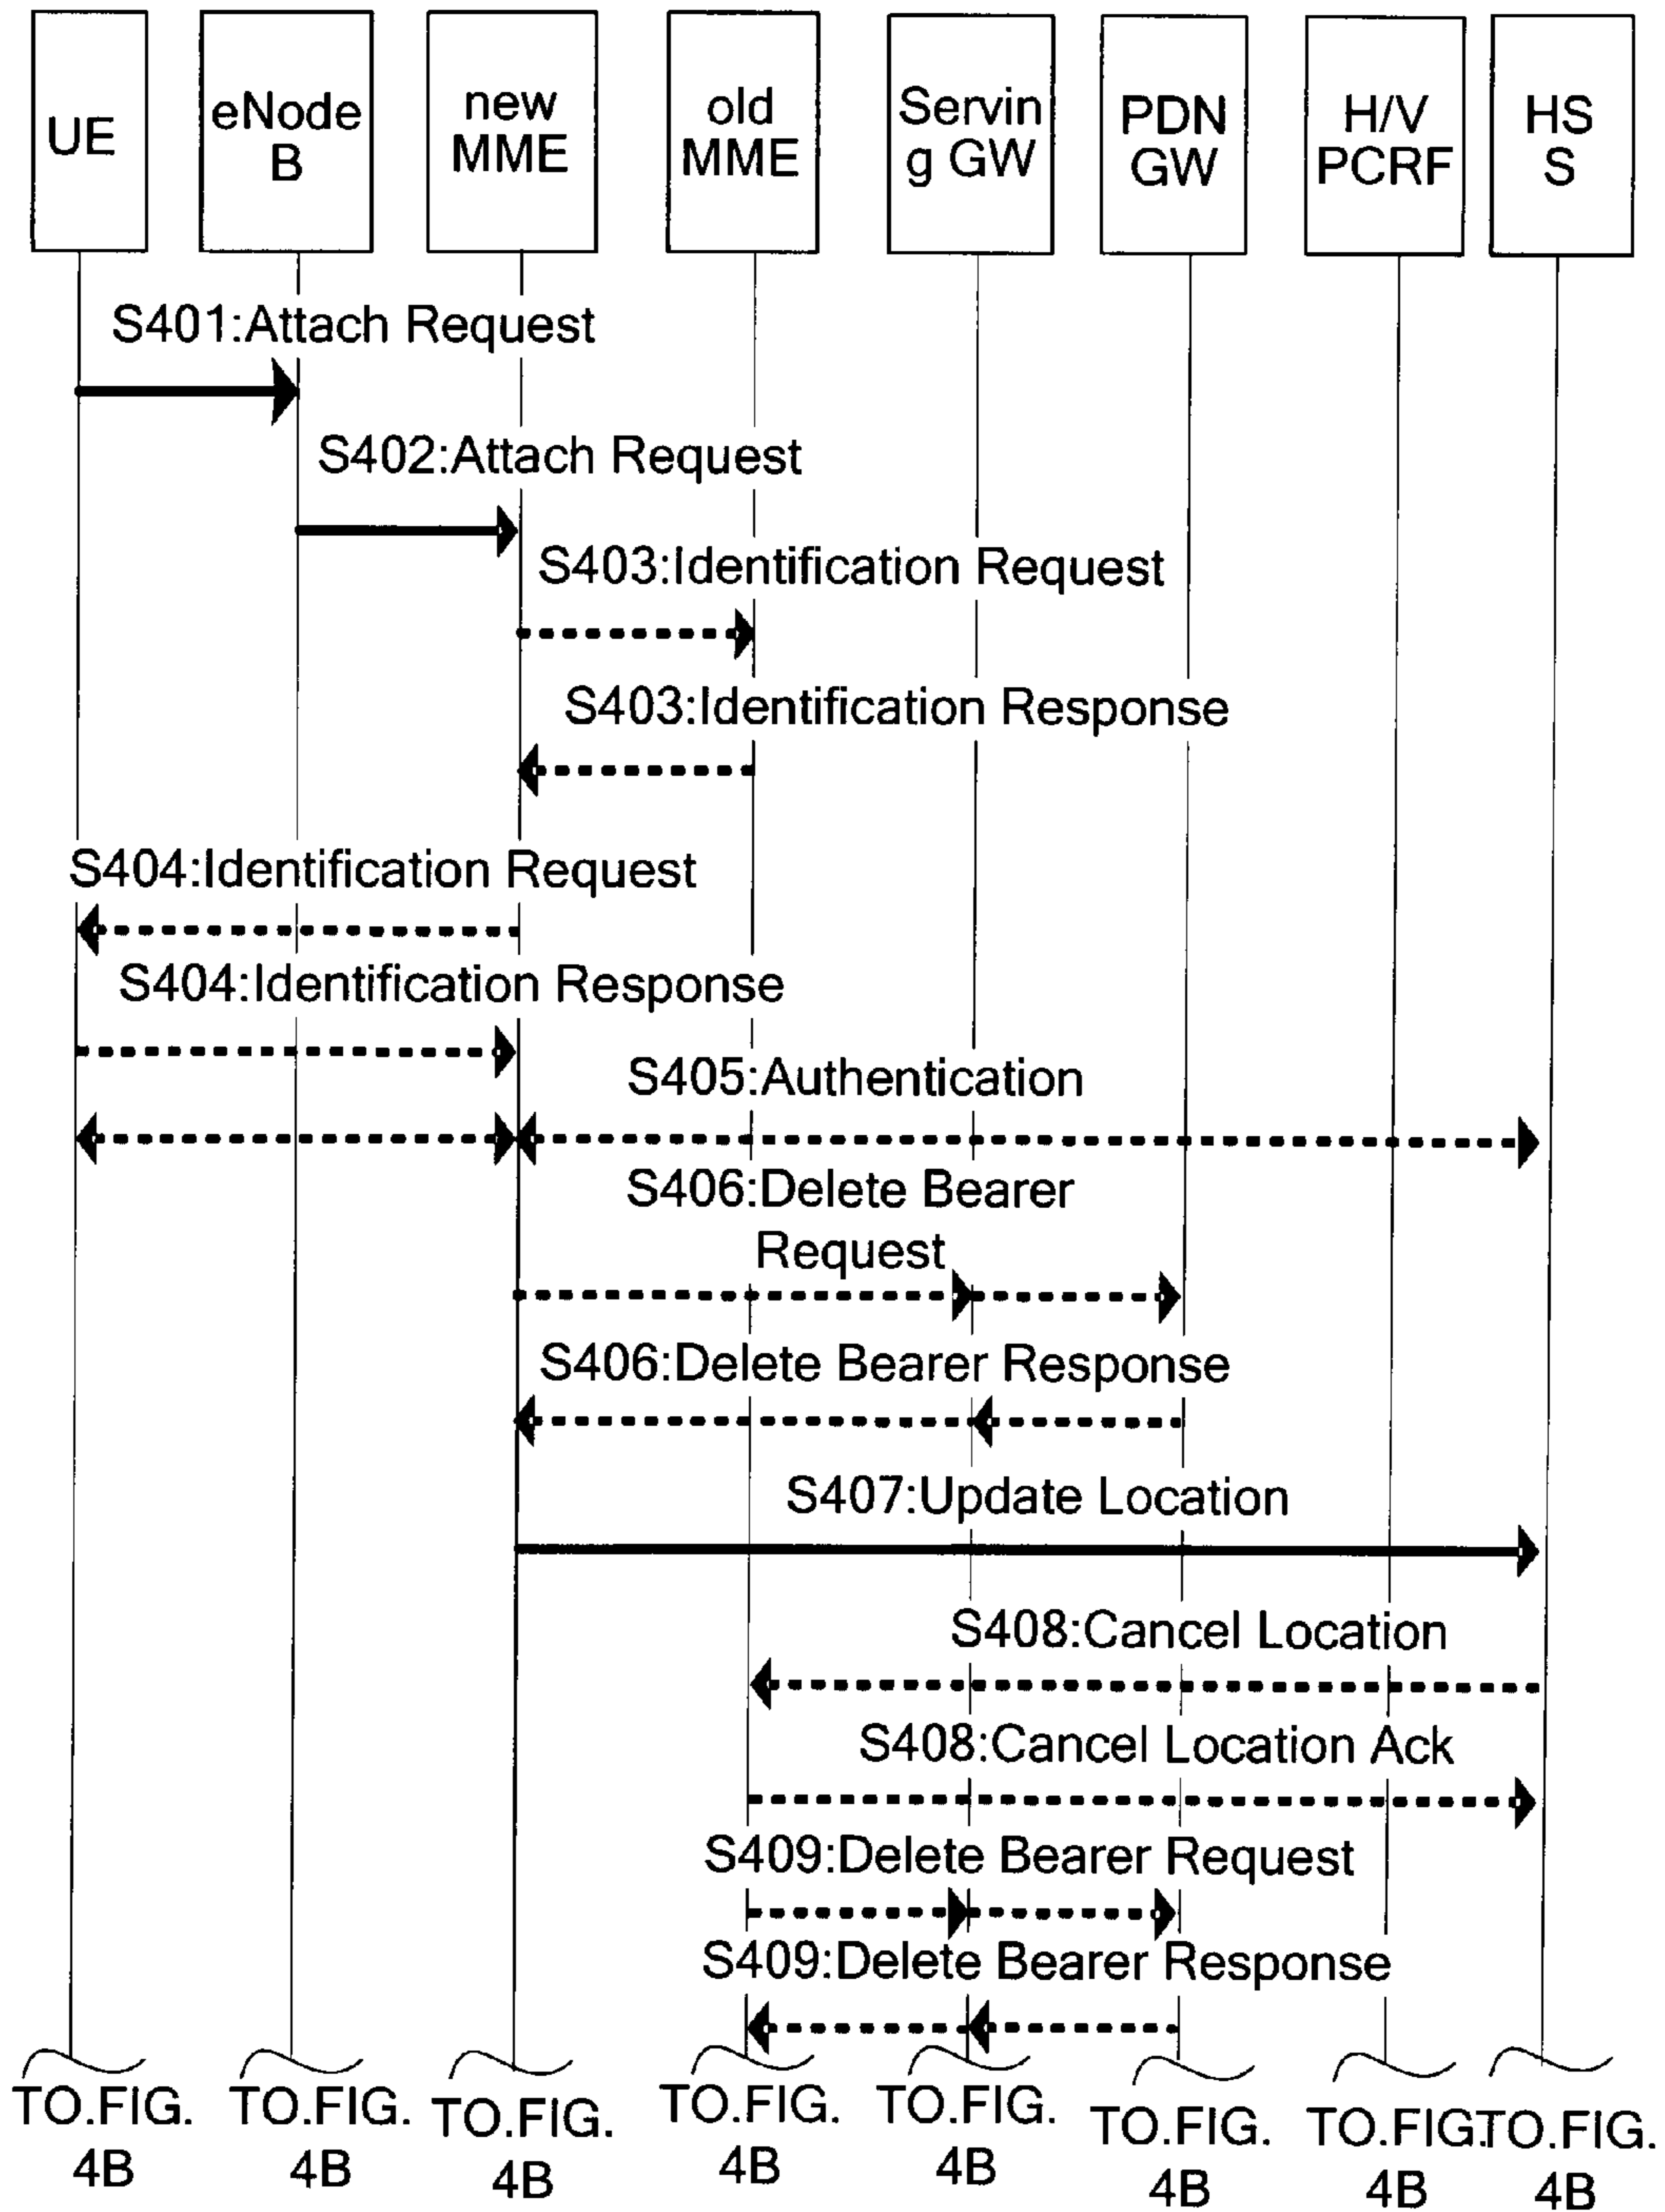 UE
eNode
B
new
MME
old
MME
Servin
g GW
PDN
GW
H/V
PCRF
HS
S
S401:Attach Request
S402:Attach Request
S403:Identification Request
S403:Identification Response
S404:Identification Request
S404:Identification Response
S405:Authentication
S406:Delete Bearer
Request
S406:Delete Bearer Response
S407:Update Location
S408:Cancel Location
S408:Cancel Location Ack
S409:Delete Bearer Request
S409:Delete Bearer Response
TO.FIG.
4B
TO.FIG.
4B
TO.FIG.
4B
TO.FIG.
4B
TO.FIG.
4B
TO.FIG.
4B
TO.FIG.
4B
TO.FIG.
4B